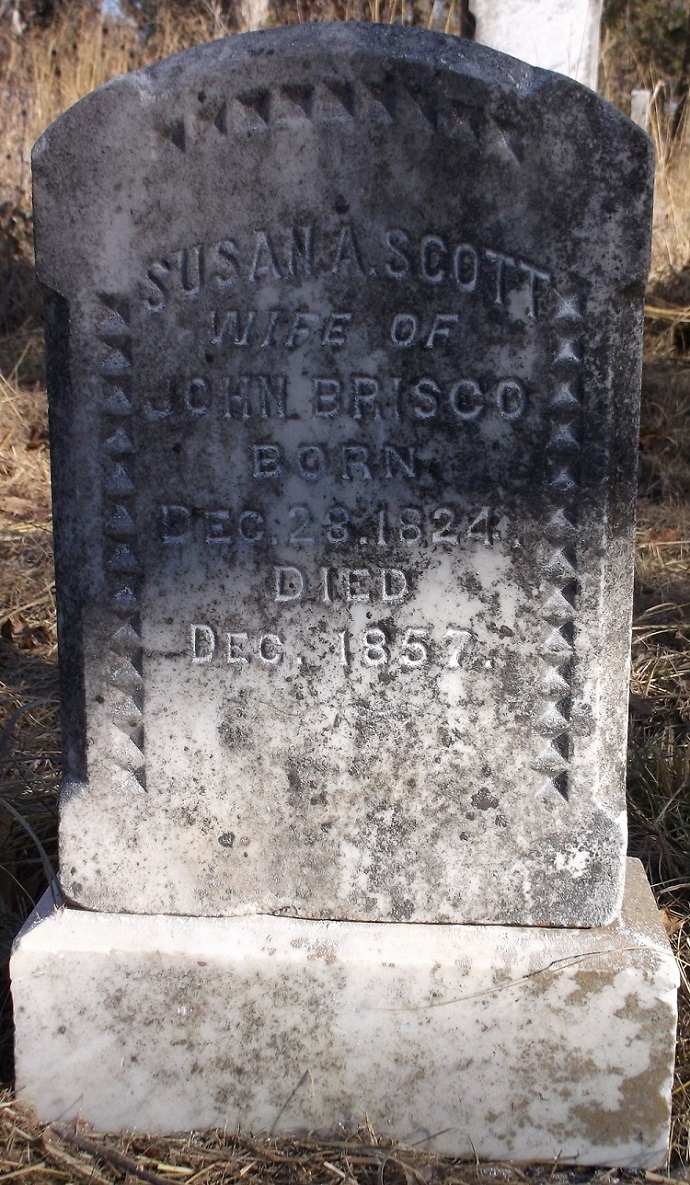 SUSAN A. SCOTT
WIFE OF
JOHN BRISCO
BORN
DEC. 28. 1824.
DIED
DEC. 1857.